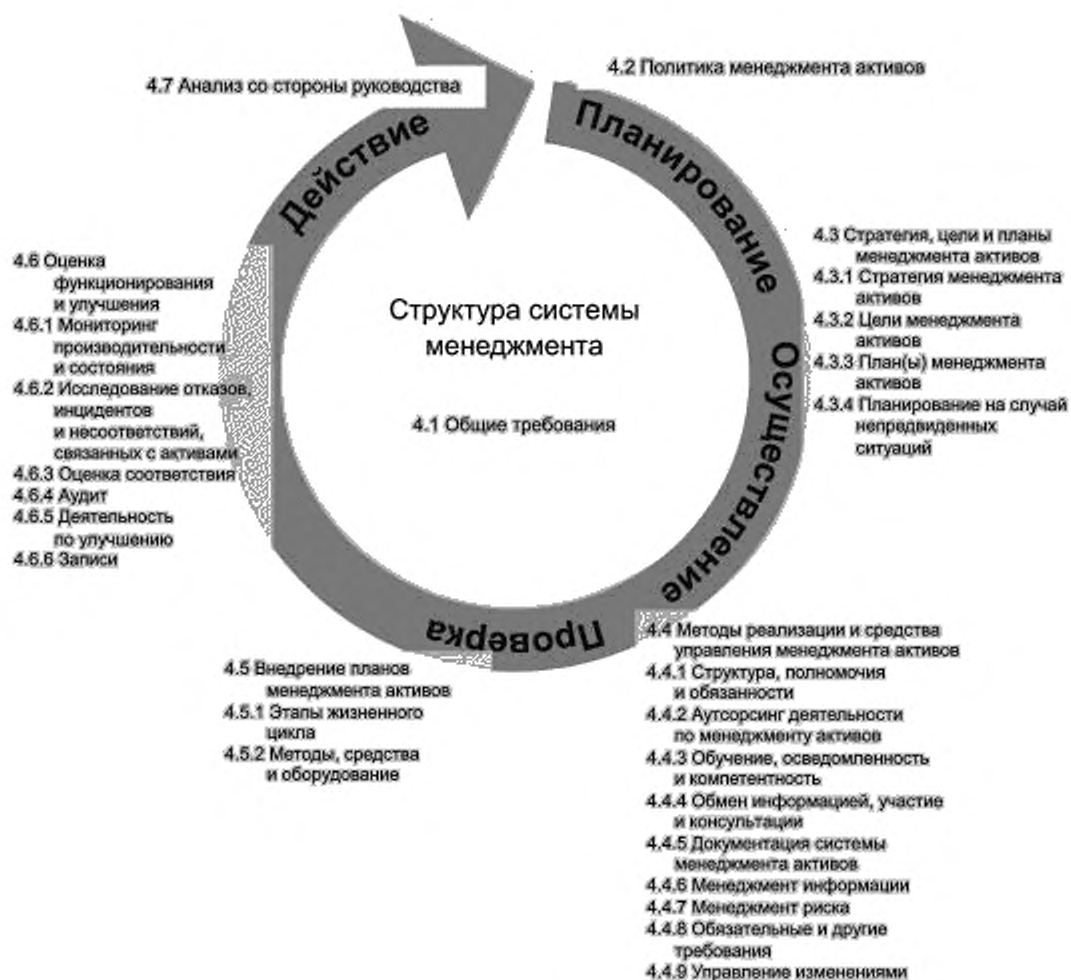 4.7 Анализ со стороны руководства
4.2 Политика менеджмента активов
Действие
Планирование
Осуществление
Проверка
4.3 Стратегия, цели и планы
менеджмента активов
4.3.1 Стратегия менеджмента
активов
4.3.2 Цели менеджмента
активов
4.3.3 План(ы) менеджмента
активов
4.3.4 Планирование на случай
непредвиденных
ситуаций
Структура системы
менеджмента
4.1 Общие требования
4.6 Оценка
функционирования
и улучшения
4.6.1 Мониторинг
производительности
и состояния
4.6.2 Исследование отказов,
инцидентов
и несоответствий,
связанных с активами
4.6.3 Оценка соответствия
4.6.4 Аудит
4.6.5 Деятельность
по улучшению
4.6.6 Записи
4.5 Внедрение планов
менеджмента активов
4.5.1 Этапы жизненного
цикла
4.5.2 Методы, средства
и оборудование
4.4 Методы реализации и средства
управления менеджмента активов
4.4.1 Структура, полномочия
и обязанности
4.4.2 Аутсорсинг деятельности
по менеджменту активов
4.4.3 Обучение, осведомленность
и компетентность
4.4.4 Обмен информацией, участие
и консультации
4.4.5 Документация системы
менеджмента активов
4.4.6 Менеджмент информации
4.4.7 Менеджмент риска
4.4.8 Обязательные и другие
требования
4.4.9 Управление изменениями